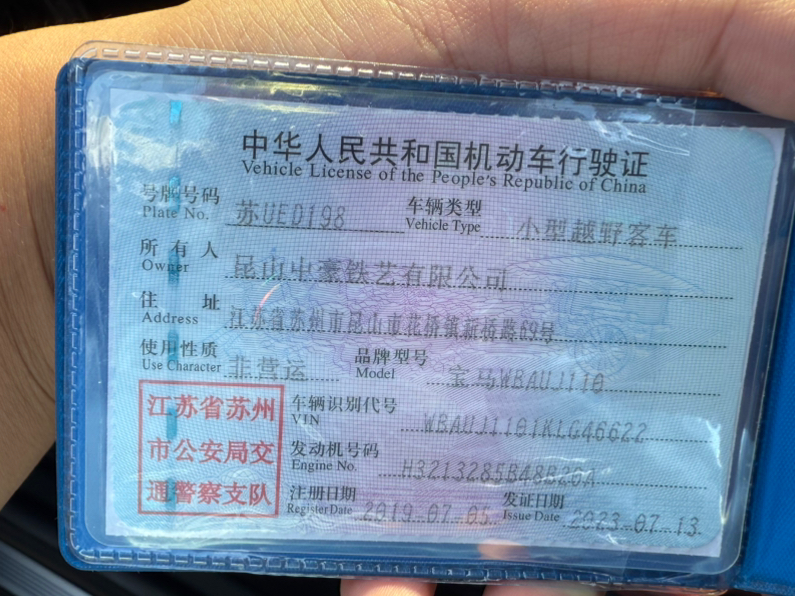 中华人民共和国机动车行驶证
Vehicle License of the People's Republic of China
号牌号码 苏UED198 车辆类型 小型越野客车
Plate No. Vehicle Type
所有人 昆山中豪铁艺有限公司
Owner
住址 江苏省苏州市昆山市花桥镇新桥路69号
Address
使用性质 非营运 品牌型号 宝马WBAUJ110
Use Character Model
江苏省苏州
市公安局交
通警察支队
车辆识别代号 WBAUJ1101KLG46622
VIN
发动机号码 H3213285B48B20A
Engine No.
注册日期 2019-07-05 发证日期 2023-07-13
Register Date Issue Date